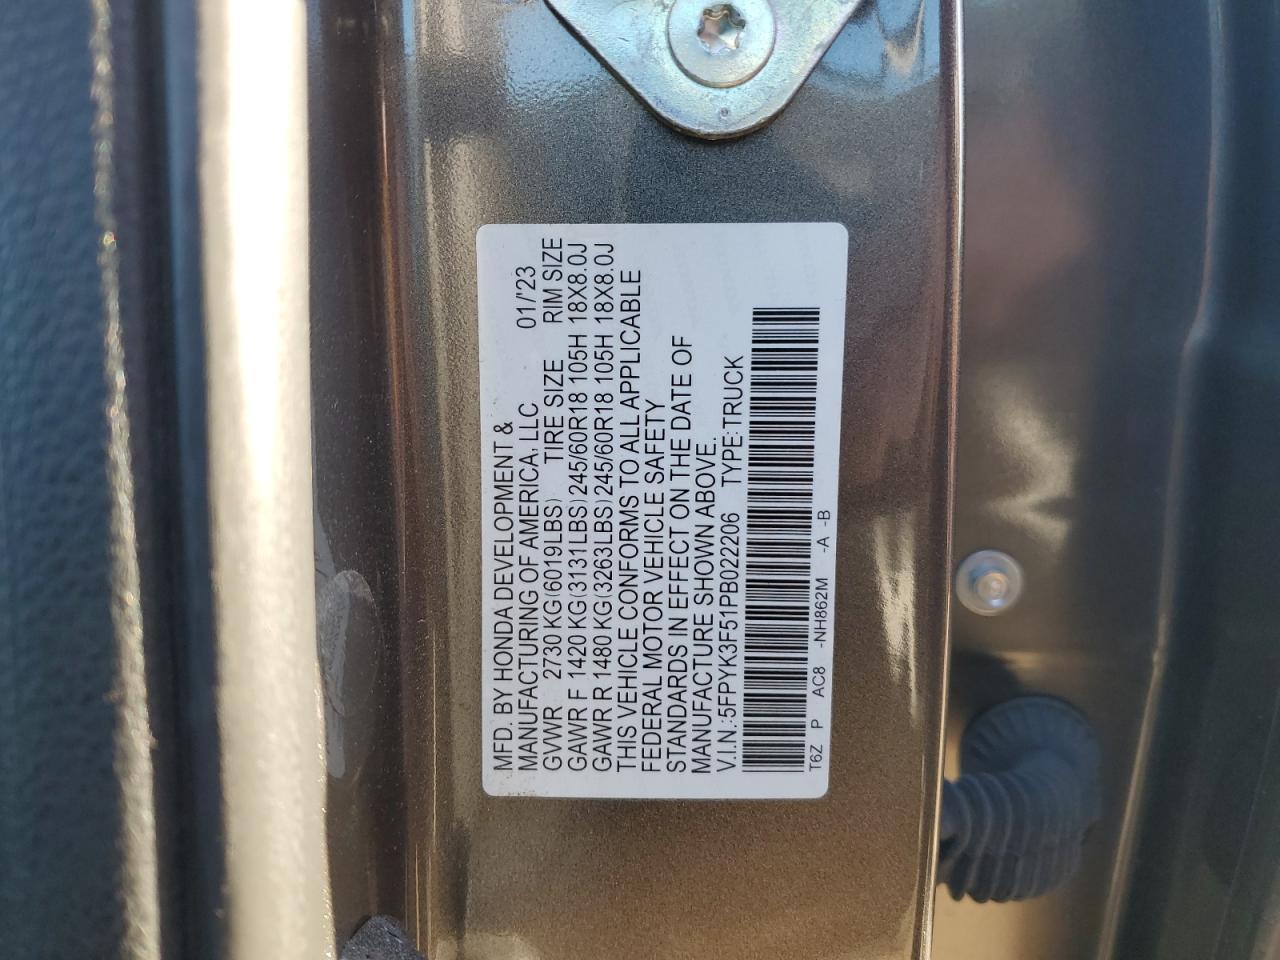 MFD. BY HONDA DEVELOPMENT &
MANUFACTURING OF AMERICA, LLC 01/'23
GVWR 2730 KG(6019LBS) TIRE SIZE RIM SIZE
GAWR F 1420 KG(3131LBS) 245/60R18 105H 18X8.0J
GAWR R 1480 KG(3263LBS) 245/60R18 105H 18X8.0J
THIS VEHICLE CONFORMS TO ALL APPLICABLE
FEDERAL MOTOR VEHICLE SAFETY
STANDARDS IN EFFECT ON THE DATE OF
MANUFACTURE SHOWN ABOVE.
V.I.N.:5FPYK3F51PB022206 TYPE:TRUCK
T6Z P AC8 -NH862M -A -B